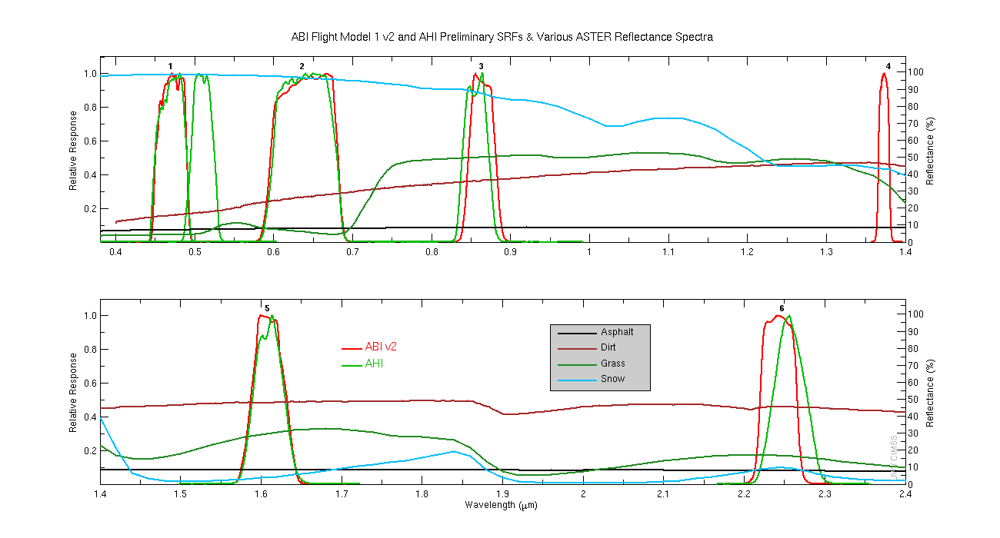 ABI Flight Model 1 v2 and AHI Preliminary SRFs & Various ASTER Reflectance Spectra
1 2 3 4
1.0 100
90
0.8 80
70
0.6 60
50
0.4 40
30
0.2 20
10
0
Relative Response
Reflectance (%)
0.4 0.5 0.6 0.7 0.8 0.9 1 1.1 1.2 1.3 1.4
5 6
1.0 100
90
0.8 80
70
0.6 60
50
0.4 40
30
0.2 20
10
0
Relative Response
Reflectance (%)
ABI v2
AHI
Asphalt
Dirt
Grass
Snow
CIMSS
1.4 1.5 1.6 1.7 1.8 1.9 2 2.1 2.2 2.3 2.4
Wavelength (μm)